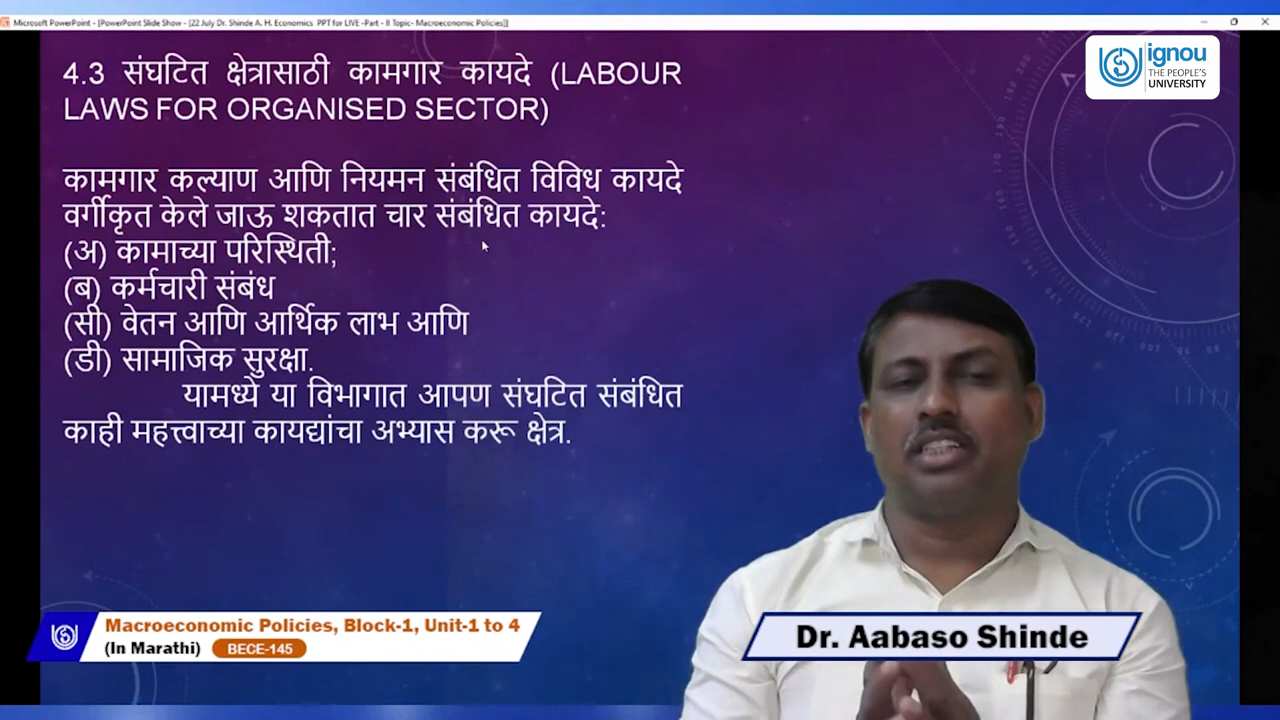 Microsoft PowerPoint - [PowerPoint Slide Show - [22 July Dr. Shinde A. H. Economics PPT for LIVE -Part - II Topic- Macroeconomic Policies]]
ignou
THE PEOPLE'S
UNIVERSITY
4.3 संघटित क्षेत्रासाठी कामगार कायदे (LABOUR
LAWS FOR ORGANISED SECTOR)
कामगार कल्याण आणि नियमन संबंधित विविध कायदे
वर्गीकृत केले जाऊ शकतात चार संबंधित कायदे:
(अ) कामाच्या परिस्थिती;
(ब) कर्मचारी संबंध
(सी) वेतन आणि आर्थिक लाभ आणि
(डी) सामाजिक सुरक्षा.
यामध्ये या विभागात आपण संघटित संबंधित
काही महत्त्वाच्या कायद्यांचा अभ्यास करू क्षेत्र.
Macroeconomic Policies, Block-1, Unit-1 to 4
(In Marathi) BECE-145
Dr. Aabaso Shinde